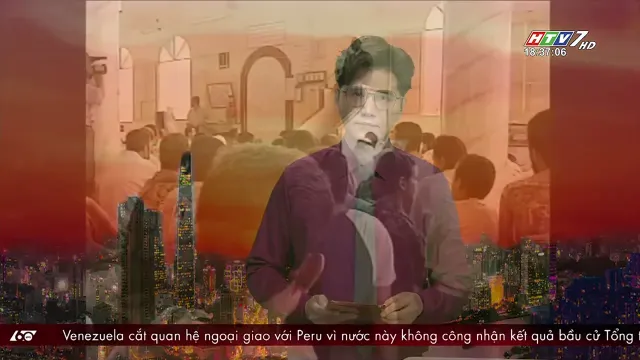 HTV7 HD
18:37:06
60 Venezuela cắt quan hệ ngoại giao với Peru vì nước này không công nhận kết quả bầu cử Tổng